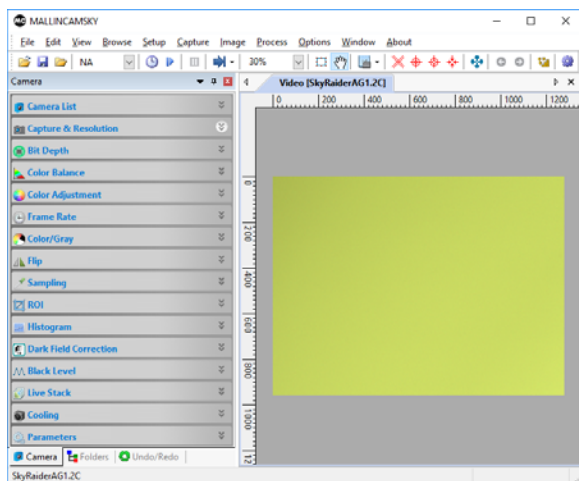 MALLINCAMSKY
File Edit View Browse Setup Capture Image Process Options Window About
NA 30%
Camera
Video [SkyRaiderAG1.2C]
0 200 400 600 800 1000 1200
Camera List
Capture & Resolution
Bit Depth
Color Balance
Color Adjustment
Frame Rate
Color/Gray
Flip
Sampling
ROI
Histogram
Dark Field Correction
Black Level
Live Stack
Cooling
Parameters
0
200
400
600
800
1000
12
Camera Folders Undo/Redo
SkyRaiderAG1.2C